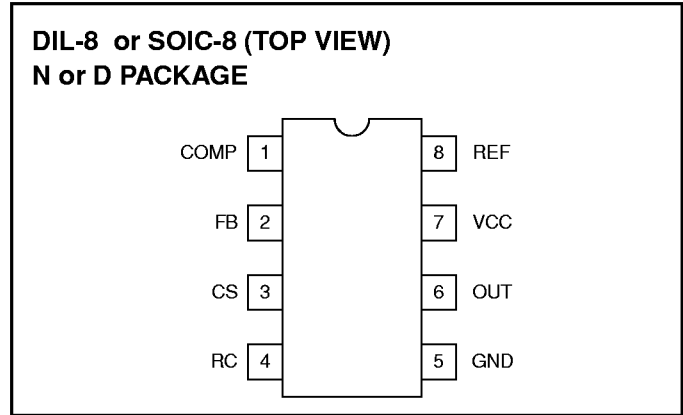 DIL-8 or SOIC-8 (TOP VIEW)
N or D PACKAGE
COMP 1 8 REF
FB 2 7 VCC
CS 3 6 OUT
RC 4 5 GND